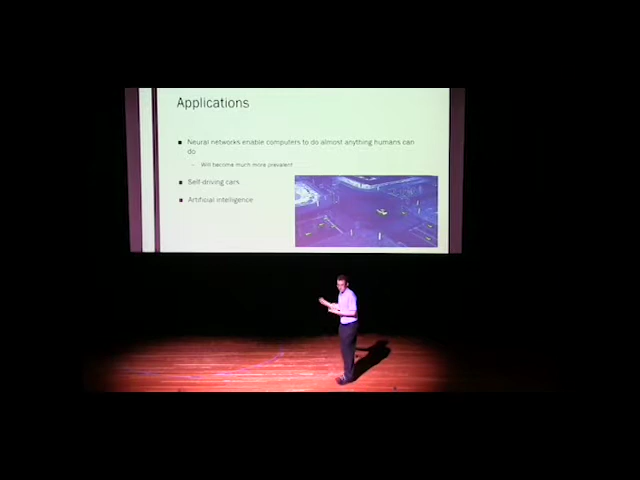 Applications
Neural networks enable computers to do almost anything humans can
do
Will become much more prevalent
Self-driving cars
Artificial intelligence